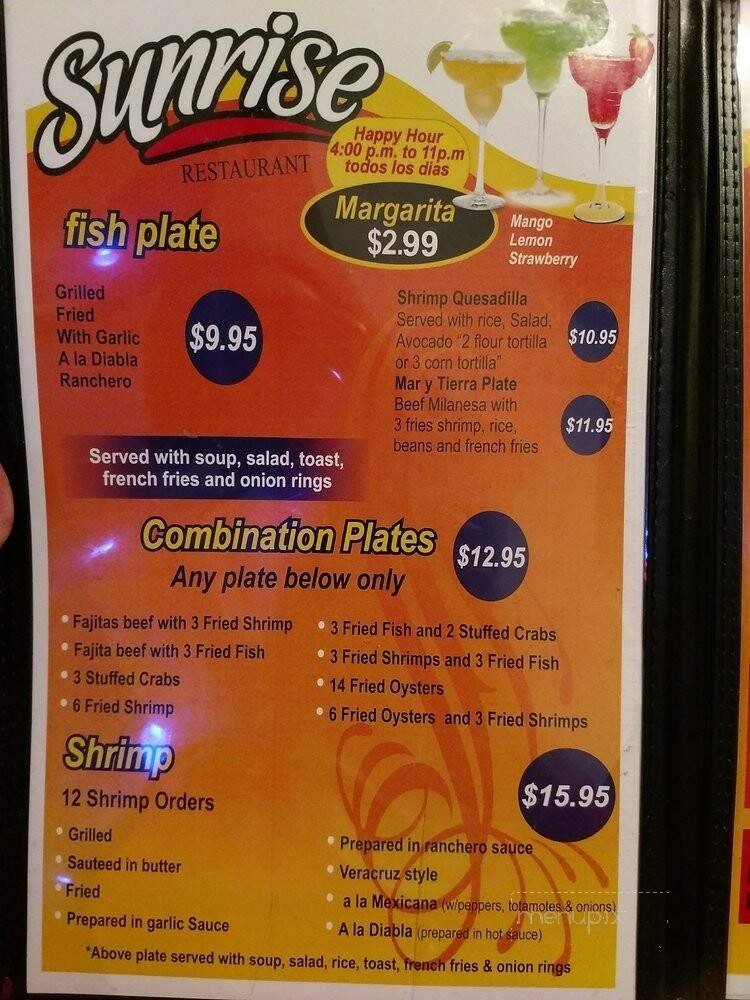 Sunrise
RESTAURANT
Happy Hour
4:00 p.m. to 11p.m
todos los dias
Margarita
$2.99
Mango
Lemon
Strawberry
fish plate
Grilled
Fried
With Garlic
A la Diabla
Ranchero
$9.95
Served with soup, salad, toast,
french fries and onion rings
Shrimp Quesadilla
Served with rice, Salad,
Avocado "2 flour tortilla
or 3 corn tortilla"
$10.95
Mar y Tierra Plate
Beef Milanesa with
3 fries shrimp, rice,
beans and french fries
$11.95
Combination Plates
$12.95
Any plate below only
• Fajitas beef with 3 Fried Shrimp
• Fajita beef with 3 Fried Fish
• 3 Stuffed Crabs
• 6 Fried Shrimp
• 3 Fried Fish and 2 Stuffed Crabs
• 3 Fried Shrimps and 3 Fried Fish
• 14 Fried Oysters
• 6 Fried Oysters and 3 Fried Shrimps
Shrimp
$15.95
12 Shrimp Orders
• Grilled
• Sauteed in butter
• Fried
• Prepared in garlic Sauce
• Prepared in ranchero sauce
• Veracruz style
• a la Mexicana (w/peppers, totamotes & onions)
• A la Diabla (prepared in hot sauce)
*Above plate served with soup, salad, rice, toast, french fries & onion rings
menupix